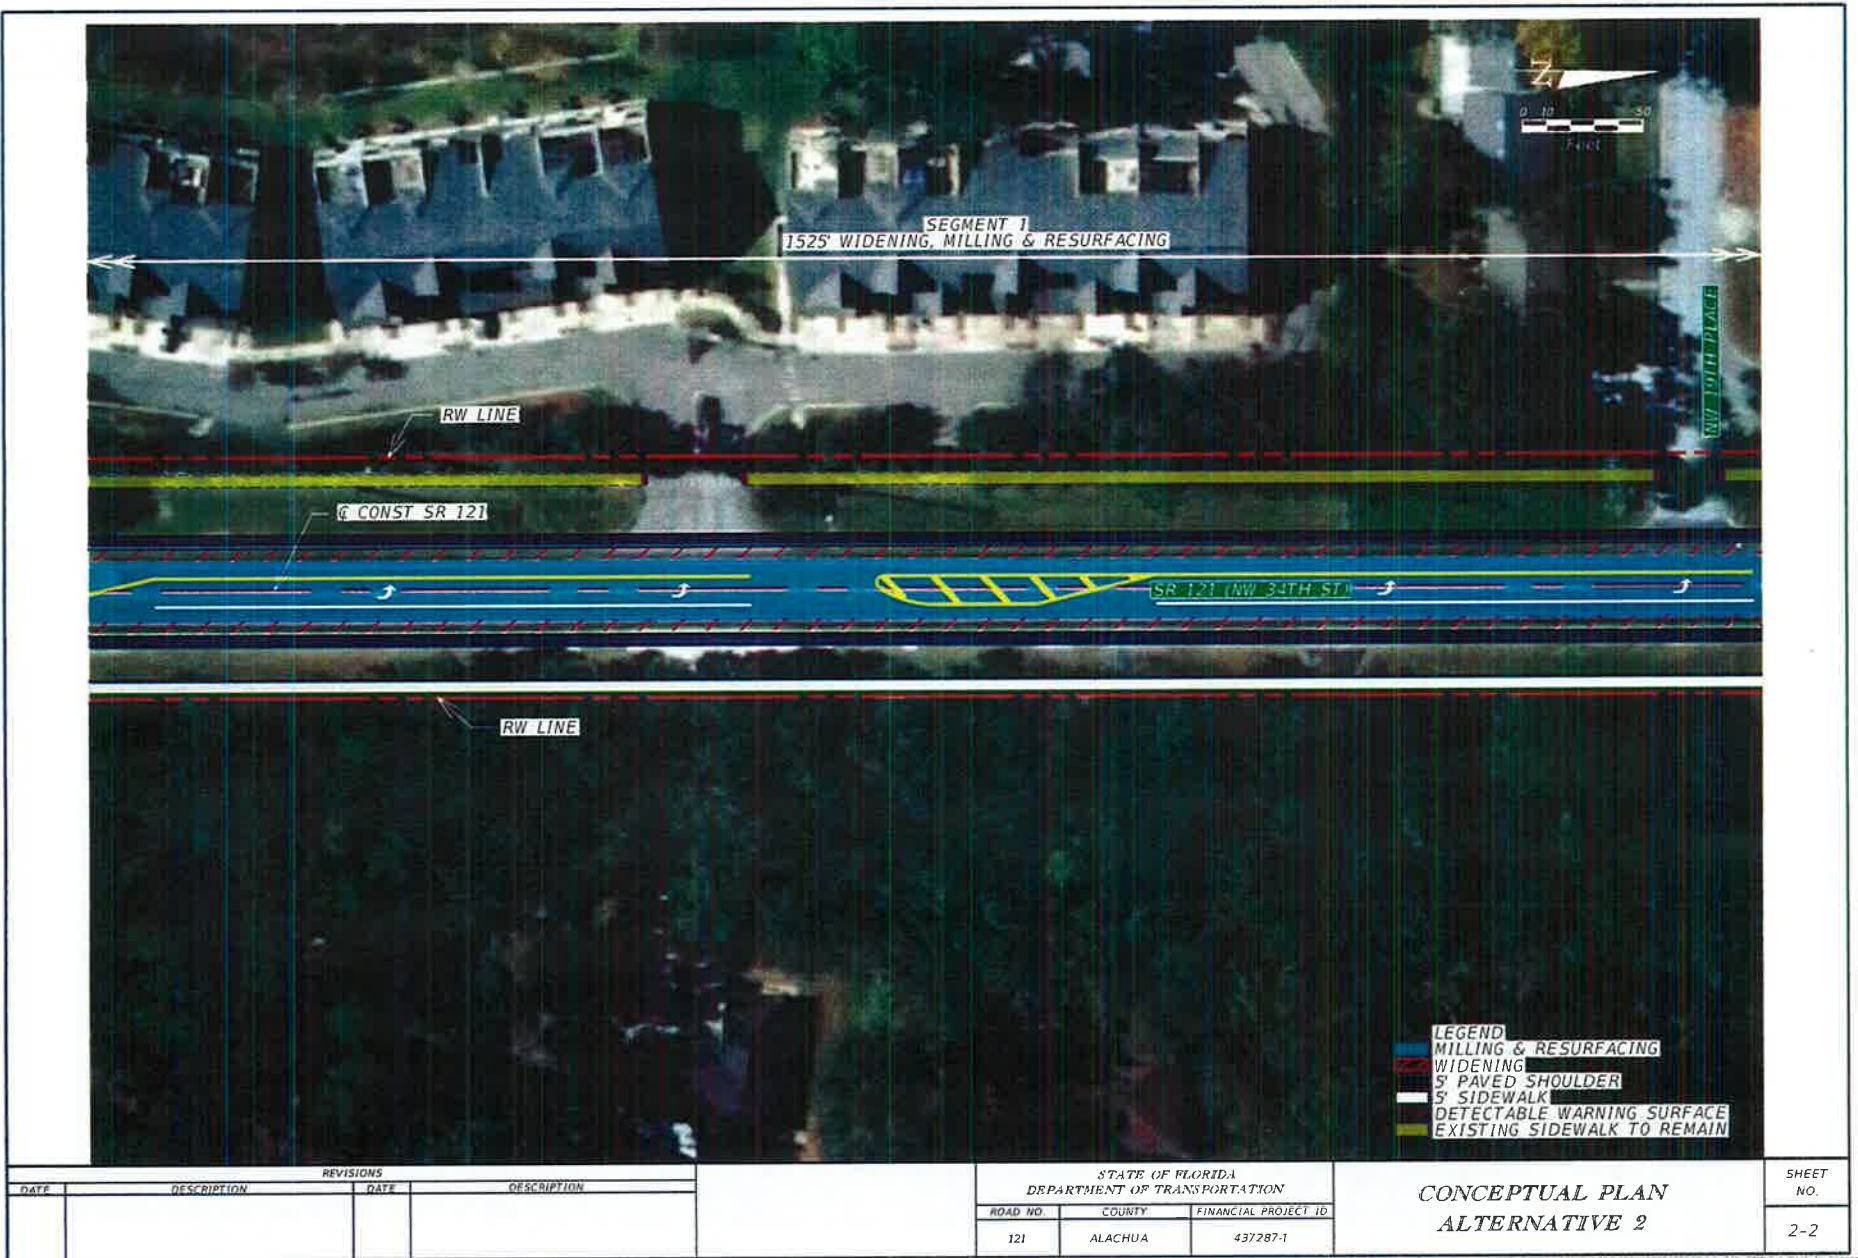 N
0 10 50
Feet
SEGMENT 1
1525' WIDENING, MILLING & RESURFACING
NW 19TH PLACE
RW LINE
℄ CONST SR 121
SR 121 (NW 34TH ST)
RW LINE
LEGEND
MILLING & RESURFACING
WIDENING
5' PAVED SHOULDER
5' SIDEWALK
DETECTABLE WARNING SURFACE
EXISTING SIDEWALK TO REMAIN
REVISIONS
DATE DESCRIPTION DATE DESCRIPTION
STATE OF FLORIDA
DEPARTMENT OF TRANSPORTATION
ROAD NO. COUNTY FINANCIAL PROJECT ID
121 ALACHUA 437287-1
CONCEPTUAL PLAN
ALTERNATIVE 2
SHEET
NO.
2-2